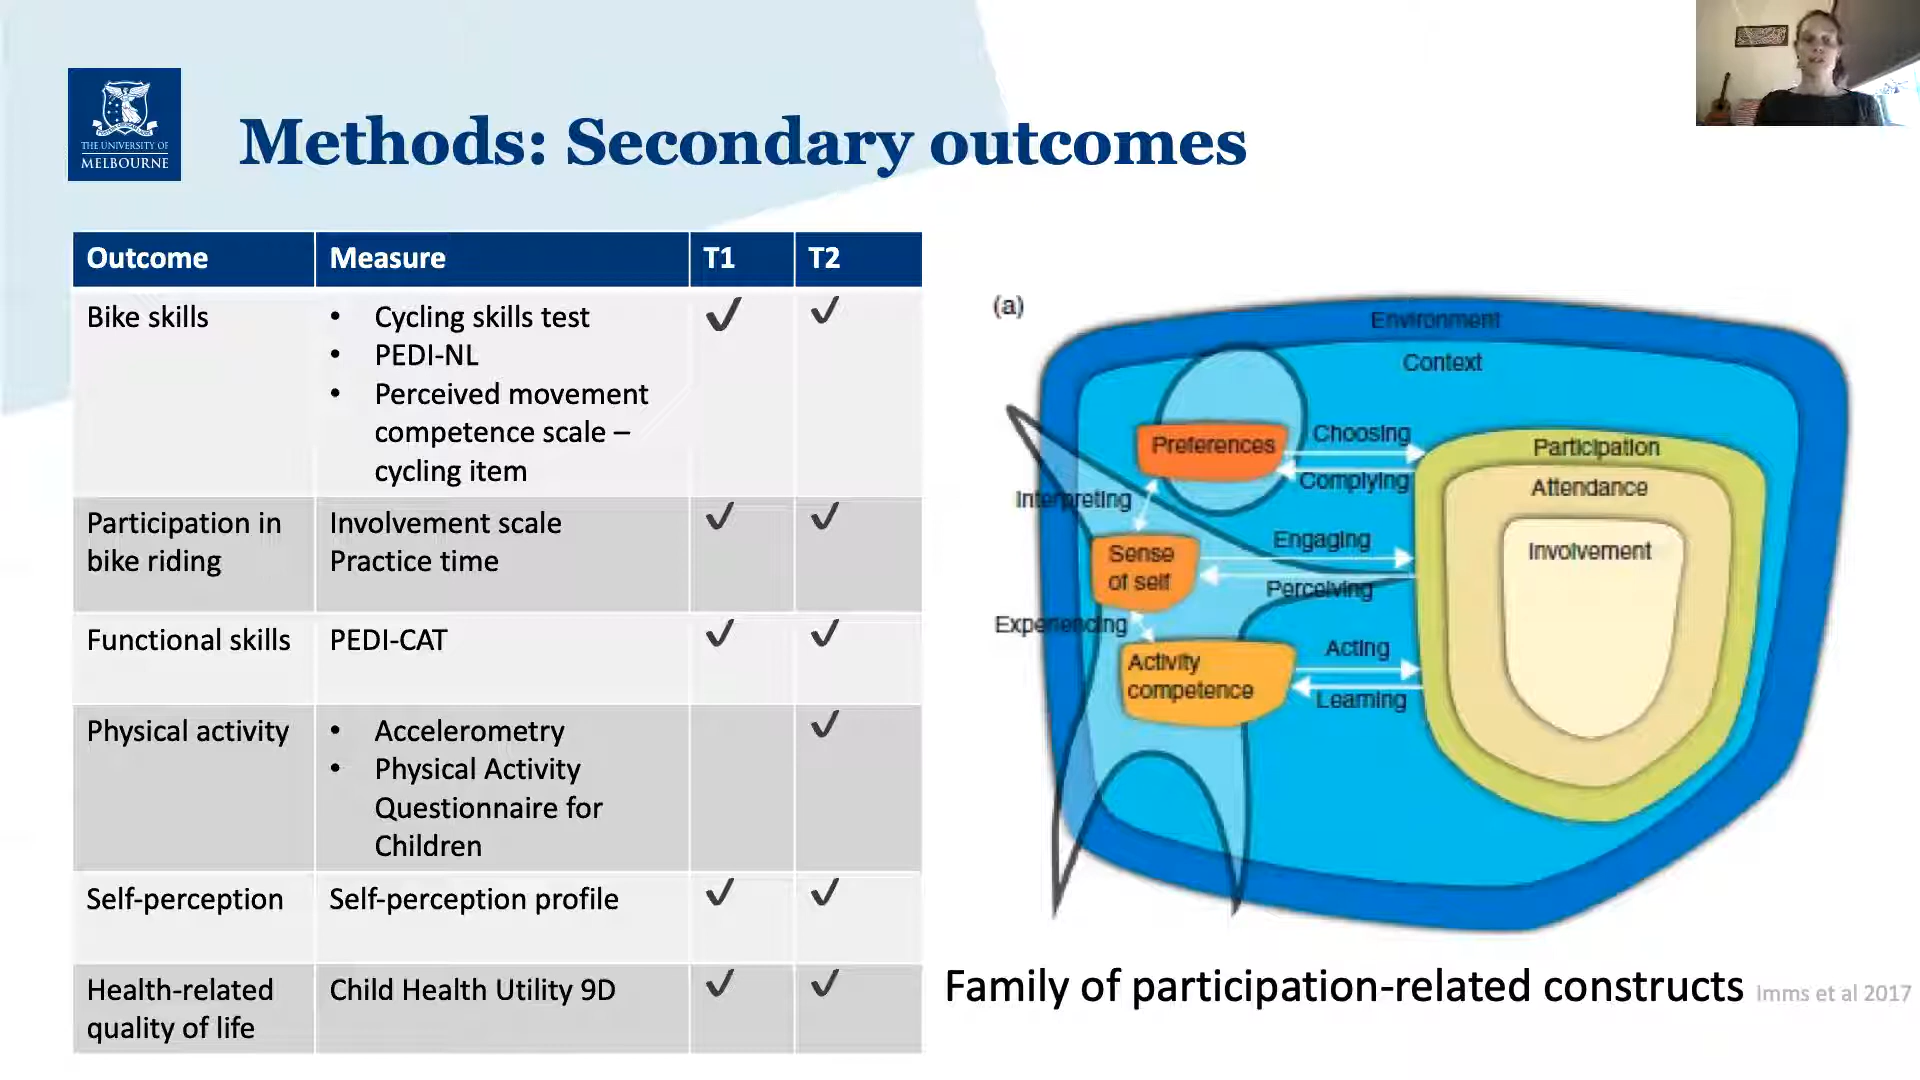 THE UNIVERSITY OF
MELBOURNE
Methods: Secondary outcomes
Outcome Measure T1 T2
Bike skills
• Cycling skills test
• PEDI-NL
• Perceived movement
competence scale –
cycling item
✓ ✓
Participation in
bike riding
Involvement scale
Practice time
✓ ✓
Functional skills PEDI-CAT ✓ ✓
Physical activity
• Accelerometry
• Physical Activity
Questionnaire for
Children
✓
Self-perception Self-perception profile ✓ ✓
Health-related
quality of life
Child Health Utility 9D ✓ ✓
(a)
Environment
Context
Preferences
Choosing
Complying
Interpreting
Sense
of self
Engaging
Perceiving
Experiencing
Activity
competence
Acting
Learning
Participation
Attendance
Involvement
Family of participation-related constructs Imms et al 2017